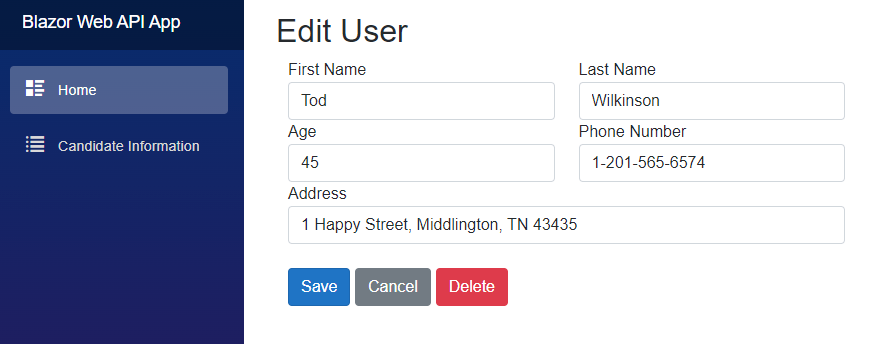 Blazor Web API App
Home
Candidate Information
Edit User
First Name Last Name
Tod Wilkinson
Age Phone Number
45 1-201-565-6574
Address
1 Happy Street, Middlington, TN 43435
Save Cancel Delete